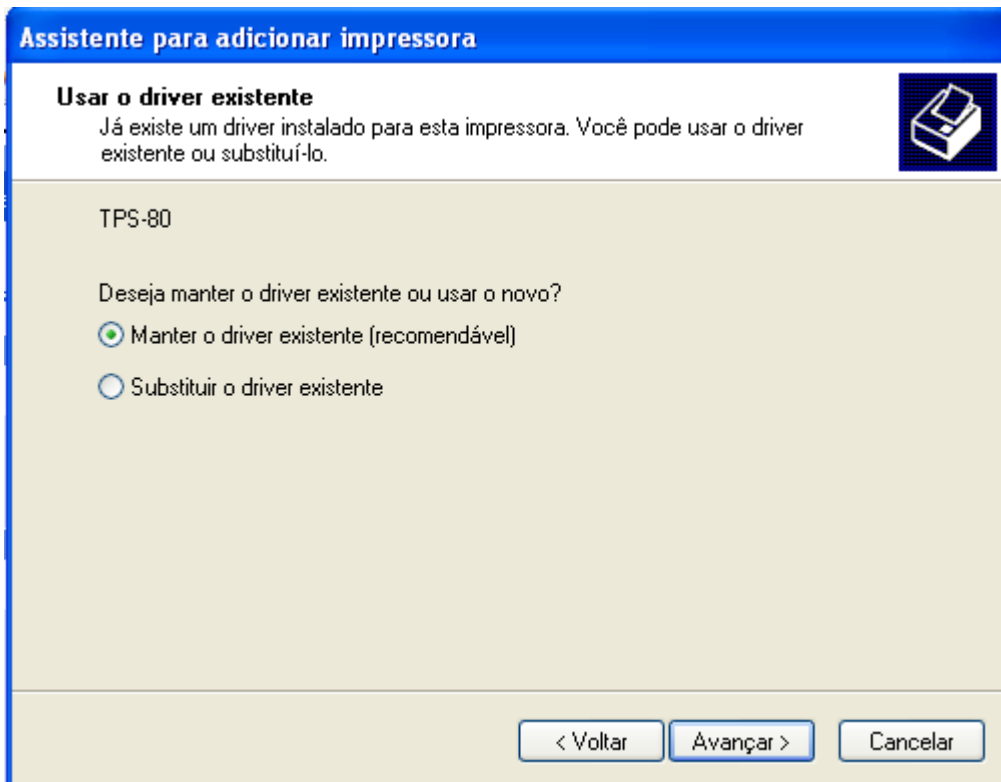 Assistente para adicionar impressora
Usar o driver existente
Já existe um driver instalado para esta impressora. Você pode usar o driver
existente ou substituí-lo.
TPS-80
Deseja manter o driver existente ou usar o novo?
Manter o driver existente (recomendável)
Substituir o driver existente
< Voltar
Avançar >
Cancelar